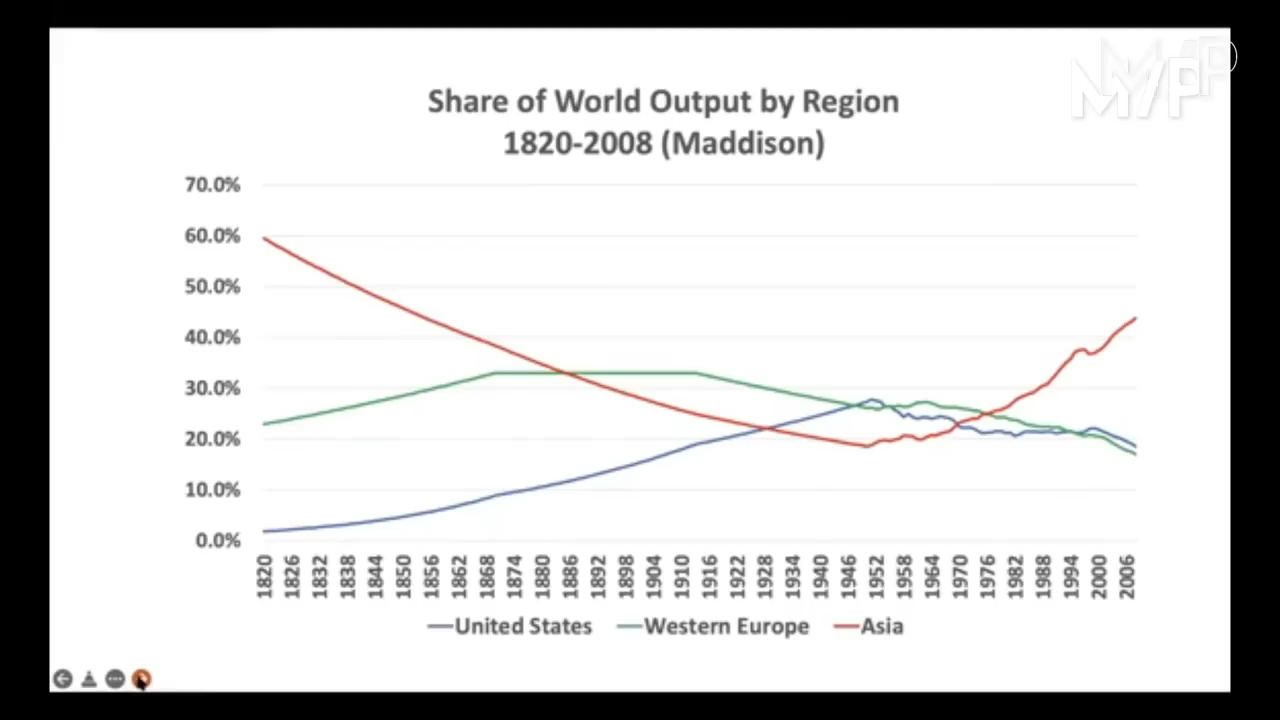 MVP
Share of World Output by Region
1820-2008 (Maddison)
70.0%
60.0%
50.0%
40.0%
30.0%
20.0%
10.0%
0.0%
1820 1826 1832 1838 1844 1850 1856 1862 1868 1874 1880 1886 1892 1898 1904 1910 1916 1922 1928 1934 1940 1946 1952 1958 1964 1970 1976 1982 1988 1994 2000 2006
United States Western Europe Asia